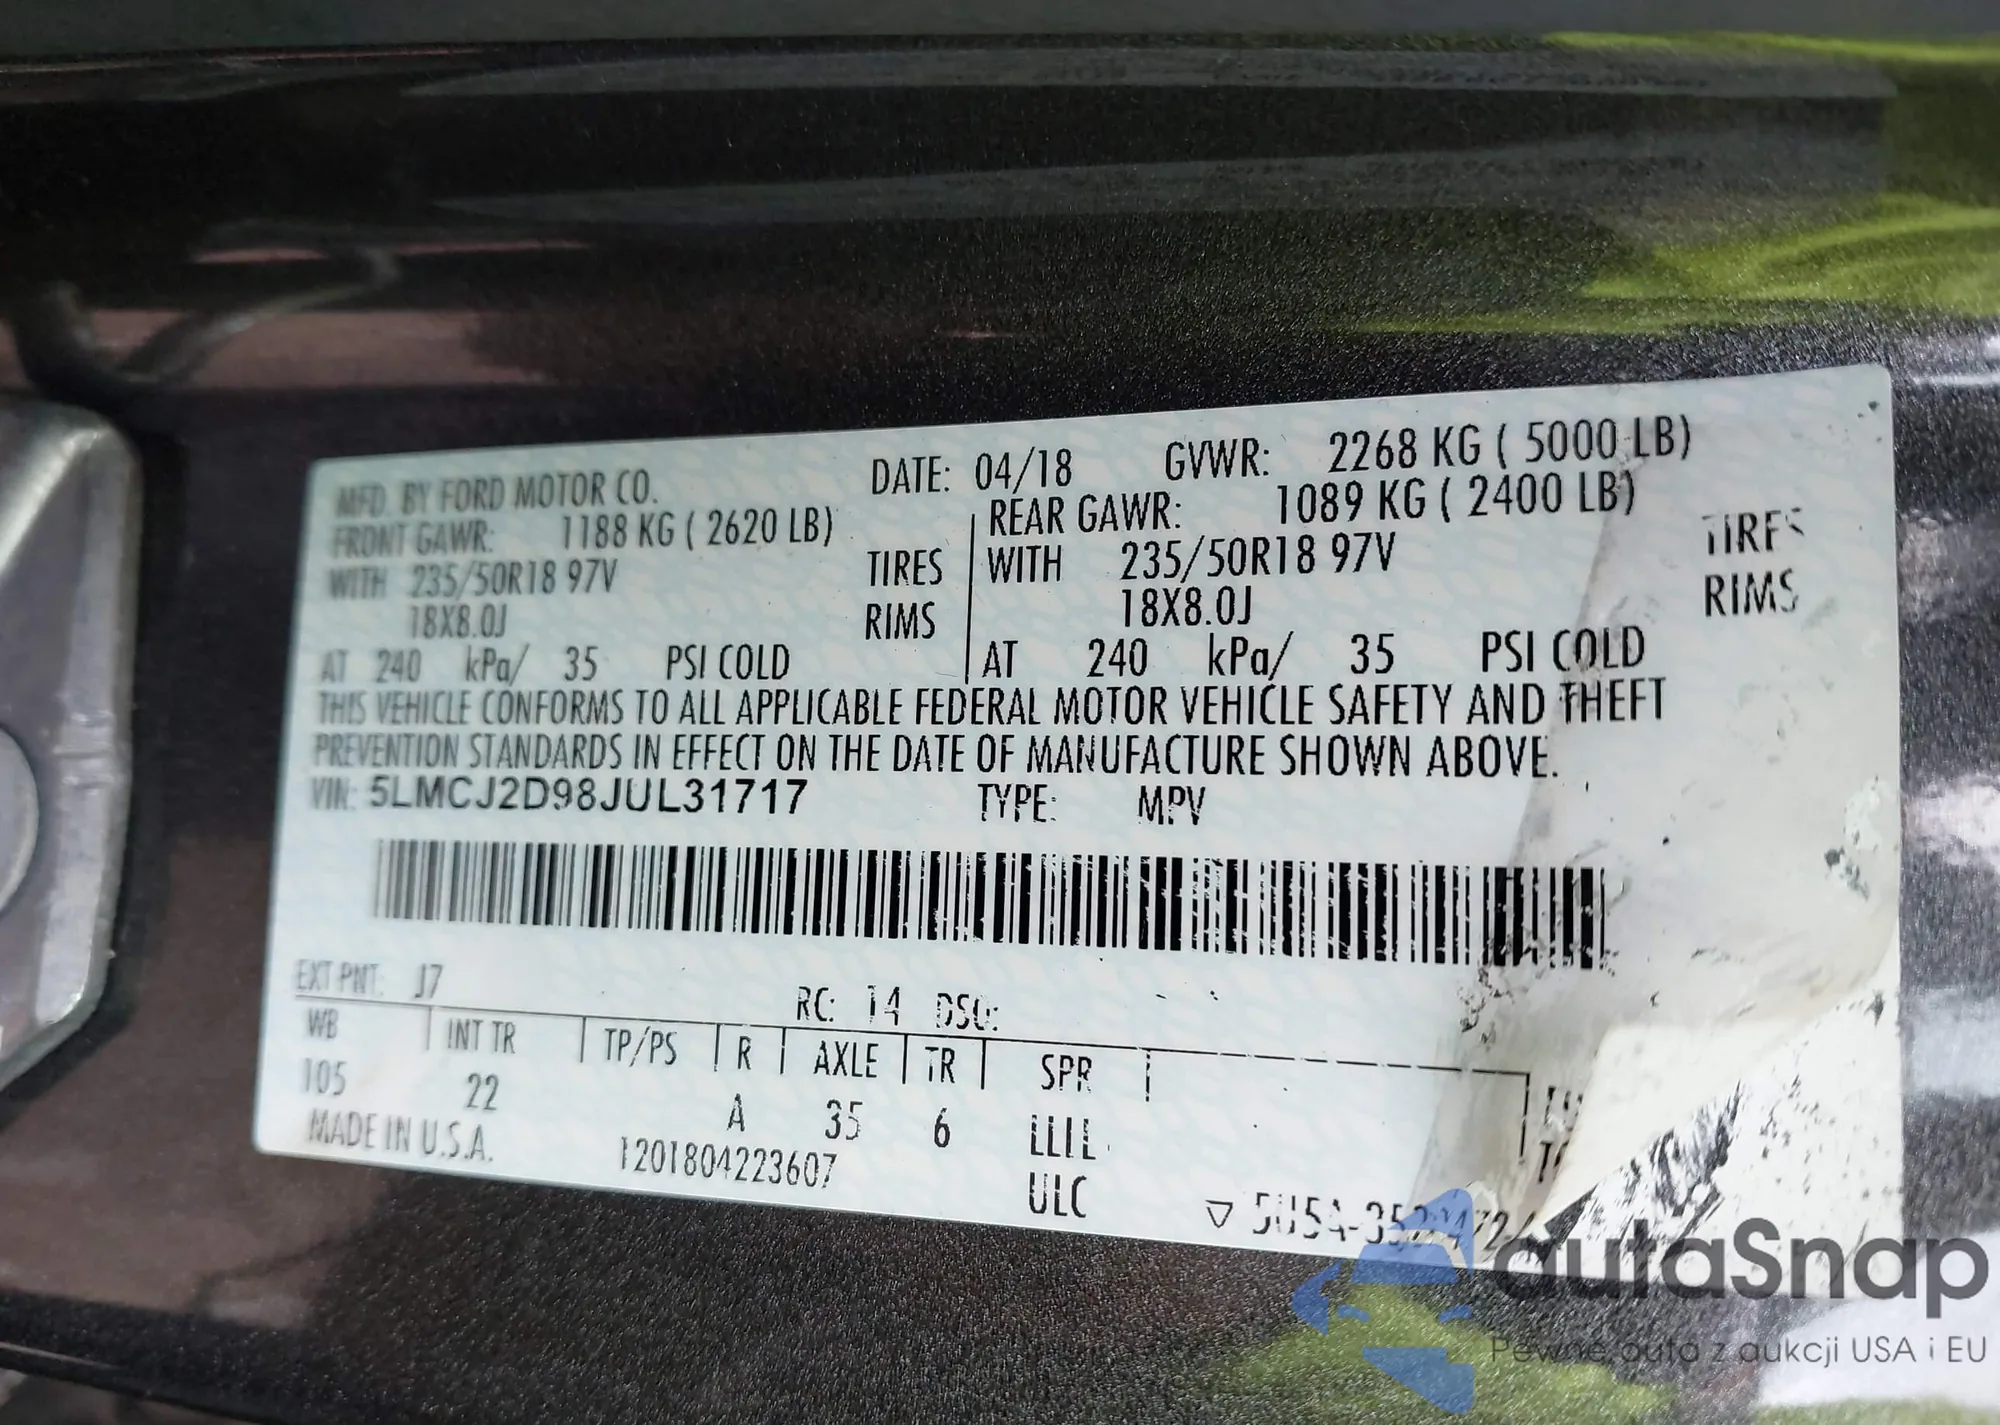 MFD. BY FORD MOTOR CO. DATE: 04/18 GVWR: 2268 KG ( 5000 LB)
FRONT GAWR: 1188 KG ( 2620 LB) REAR GAWR: 1089 KG ( 2400 LB)
WITH 235/50R18 97V TIRES WITH 235/50R18 97V TIRES
18X8.0J RIMS 18X8.0J RIMS
AT 240 kPa/ 35 PSI COLD AT 240 kPa/ 35 PSI COLD
THIS VEHICLE CONFORMS TO ALL APPLICABLE FEDERAL MOTOR VEHICLE SAFETY AND THEFT
PREVENTION STANDARDS IN EFFECT ON THE DATE OF MANUFACTURE SHOWN ABOVE.
VIN: 5LMCJ2D98JUL31717 TYPE: MPV
EXT PNT: J7 RC: 14 DSO:
WB INT TR TP/PS R AXLE TR SPR
105 22 A 35 6 LLLL
MADE IN U.S.A. 1201804223607 ULC
autaSnap
Pewne auta z aukcji USA i EU